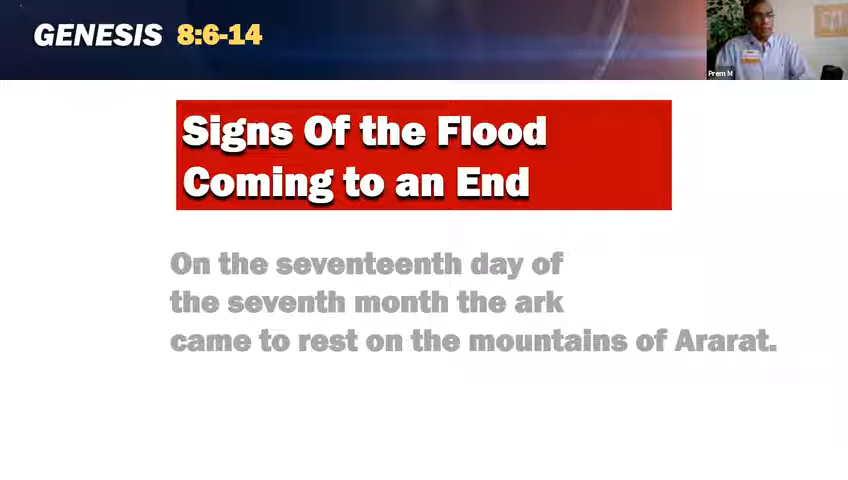 GENESIS 8:6-14
Prem M
Signs Of the Flood
Coming to an End
On the seventeenth day of
the seventh month the ark
came to rest on the mountains of Ararat.